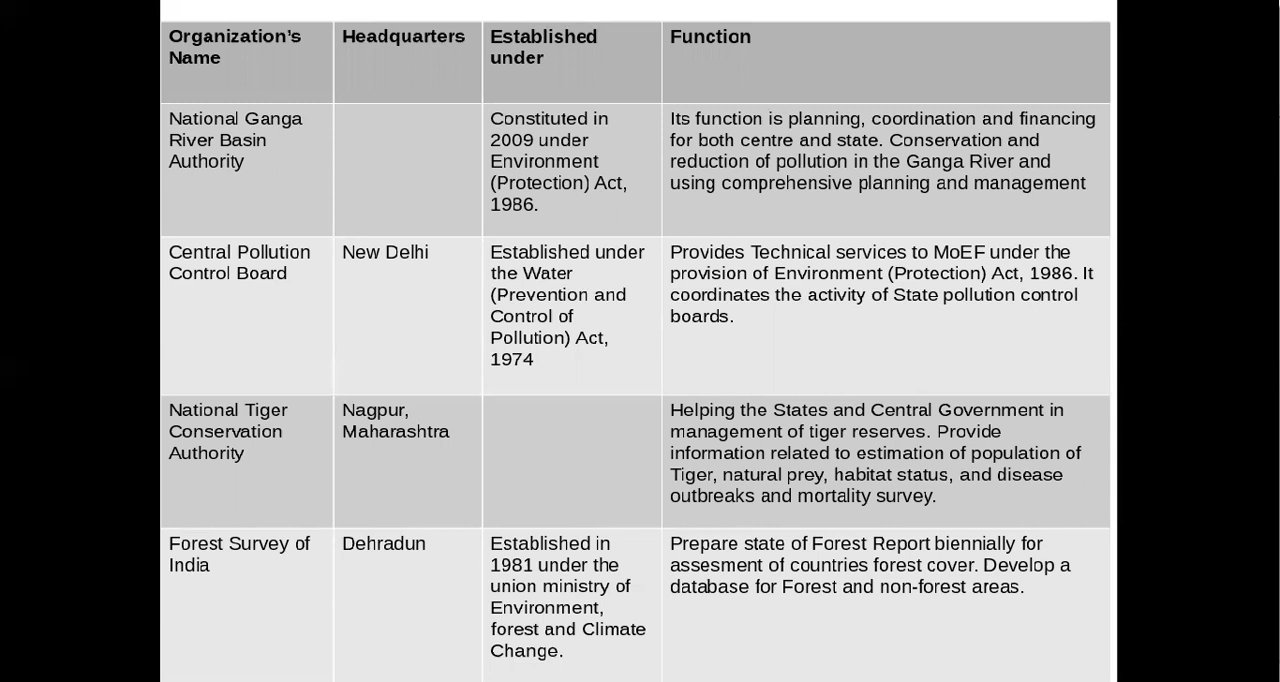 Organization's
Name
Headquarters
Established
under
Function
National Ganga
River Basin
Authority
Constituted in
2009 under
Environment
(Protection) Act,
1986.
Its function is planning, coordination and financing
for both centre and state. Conservation and
reduction of pollution in the Ganga River and
using comprehensive planning and management
Central Pollution
Control Board
New Delhi
Established under
the Water
(Prevention and
Control of
Pollution) Act,
1974
Provides Technical services to MoEF under the
provision of Environment (Protection) Act, 1986. It
coordinates the activity of State pollution control
boards.
National Tiger
Conservation
Authority
Nagpur,
Maharashtra
Helping the States and Central Government in
management of tiger reserves. Provide
information related to estimation of population of
Tiger, natural prey, habitat status, and disease
outbreaks and mortality survey.
Forest Survey of
India
Dehradun
Established in
1981 under the
union ministry of
Environment,
forest and Climate
Change.
Prepare state of Forest Report biennially for
assesment of countries forest cover. Develop a
database for Forest and non-forest areas.